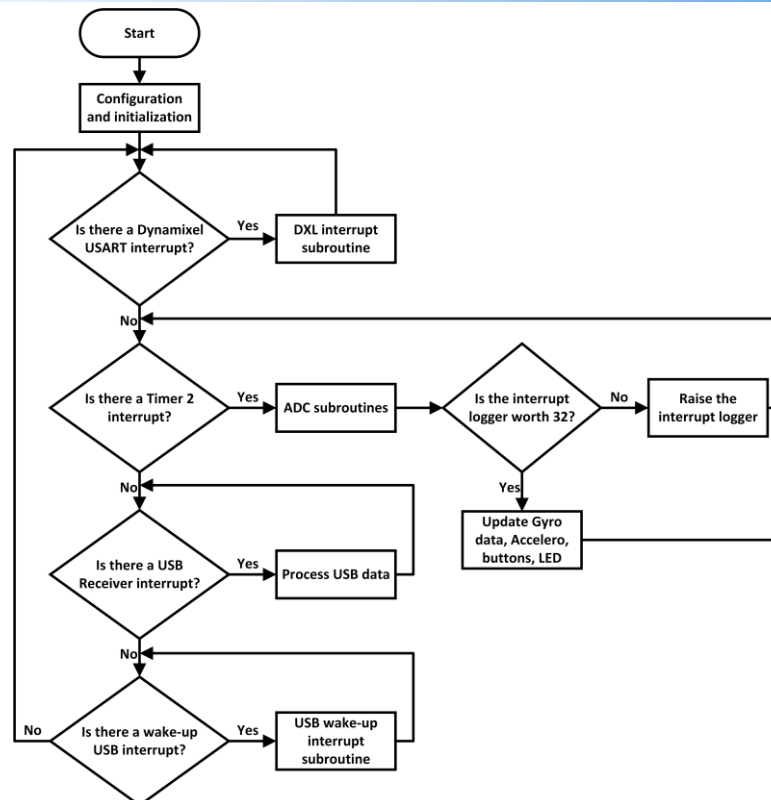 Start
Configuration
and initialization
Is there a Dynamixel
USART interrupt?
Yes
DXL interrupt
subroutine
No
Is there a Timer 2
interrupt?
Yes
ADC subroutines
Is the interrupt
logger worth 32?
No
Raise the
interrupt logger
Yes
Update Gyro
data, Accelero,
buttons, LED
No
Is there a USB
Receiver interrupt?
Yes
Process USB data
No
Is there a wake-up
USB interrupt?
No
Yes
USB wake-up
interrupt
subroutine